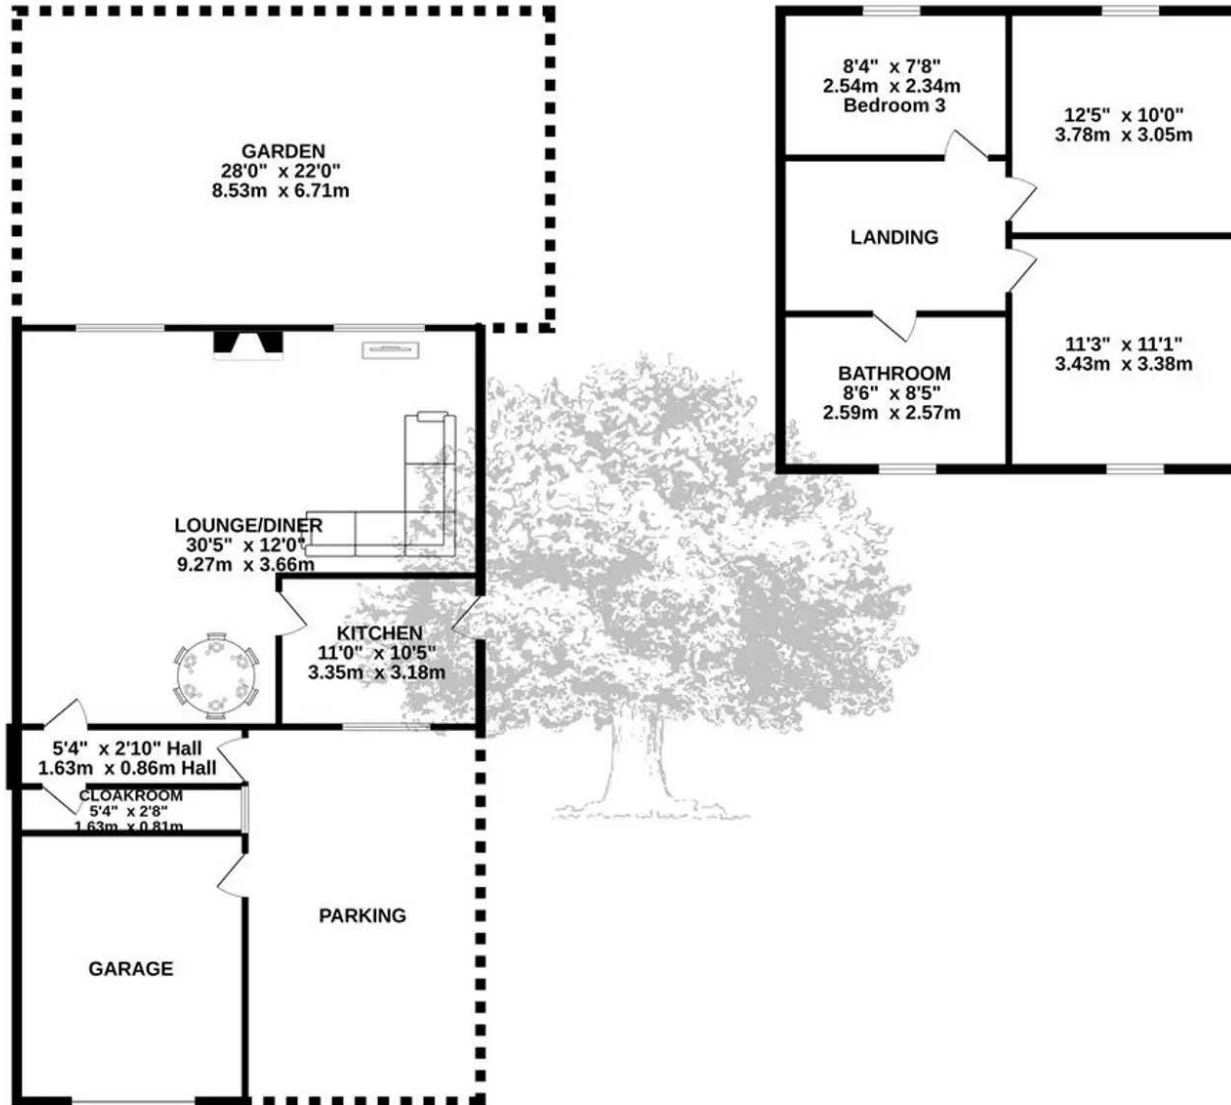 GARDEN
28'0" x 22'0"
8.53m x 6.71m
LOUNGE/DINER
30'5" x 12'0"
9.27m x 3.66m
KITCHEN
11'0" x 10'5"
3.35m x 3.18m
5'4" x 2'10" Hall
1.63m x 0.86m Hall
CLOAKROOM
5'4" x 2'8"
1.63m x 0.81m
GARAGE
PARKING
8'4" x 7'8"
2.54m x 2.34m
Bedroom 3
12'5" x 10'0"
3.78m x 3.05m
LANDING
11'3" x 11'1"
3.43m x 3.38m
BATHROOM
8'6" x 8'5"
2.59m x 2.57m